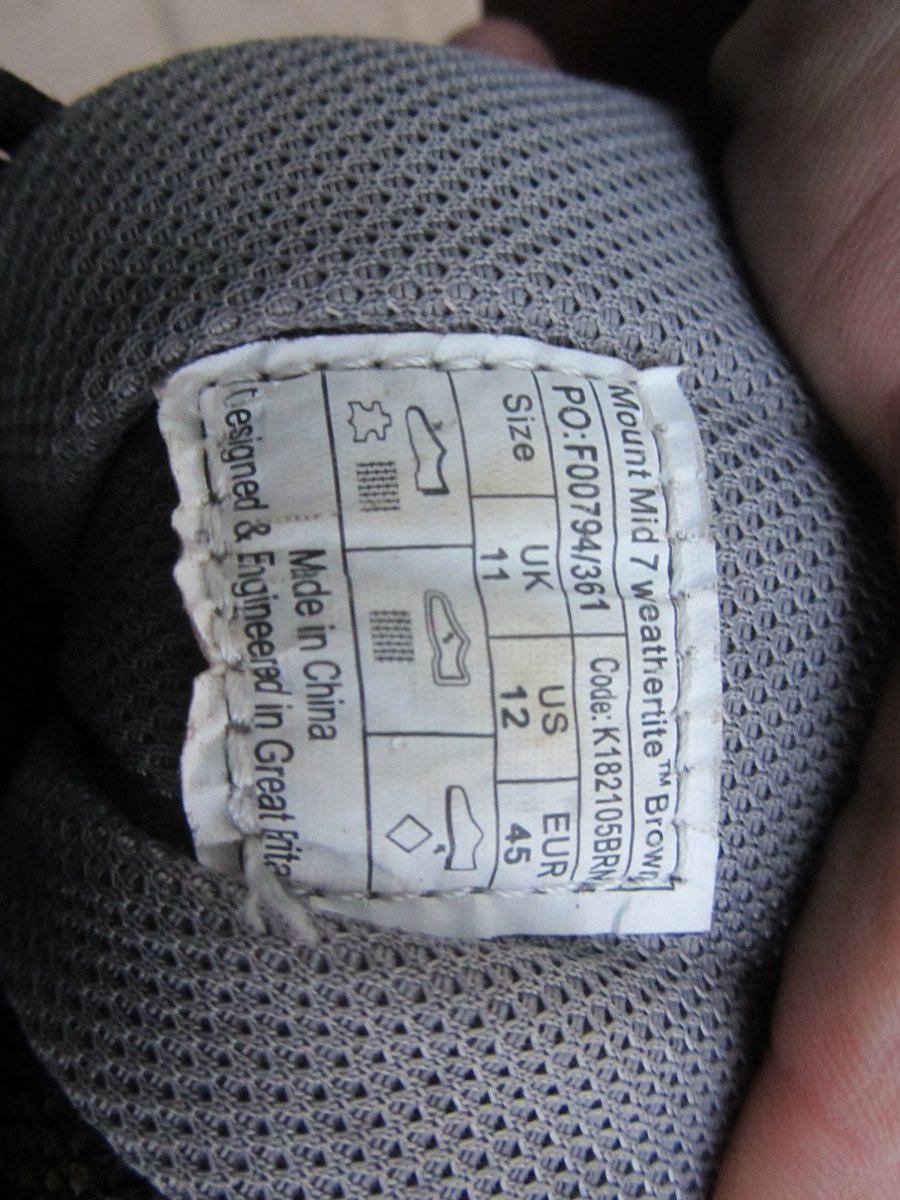 Mount Mid 7 weathertite™ Brown
PO:F00794/361 Code: K182105BRN
Size UK US EUR
11 12 45
Made in China
Designed & Engineered in Great